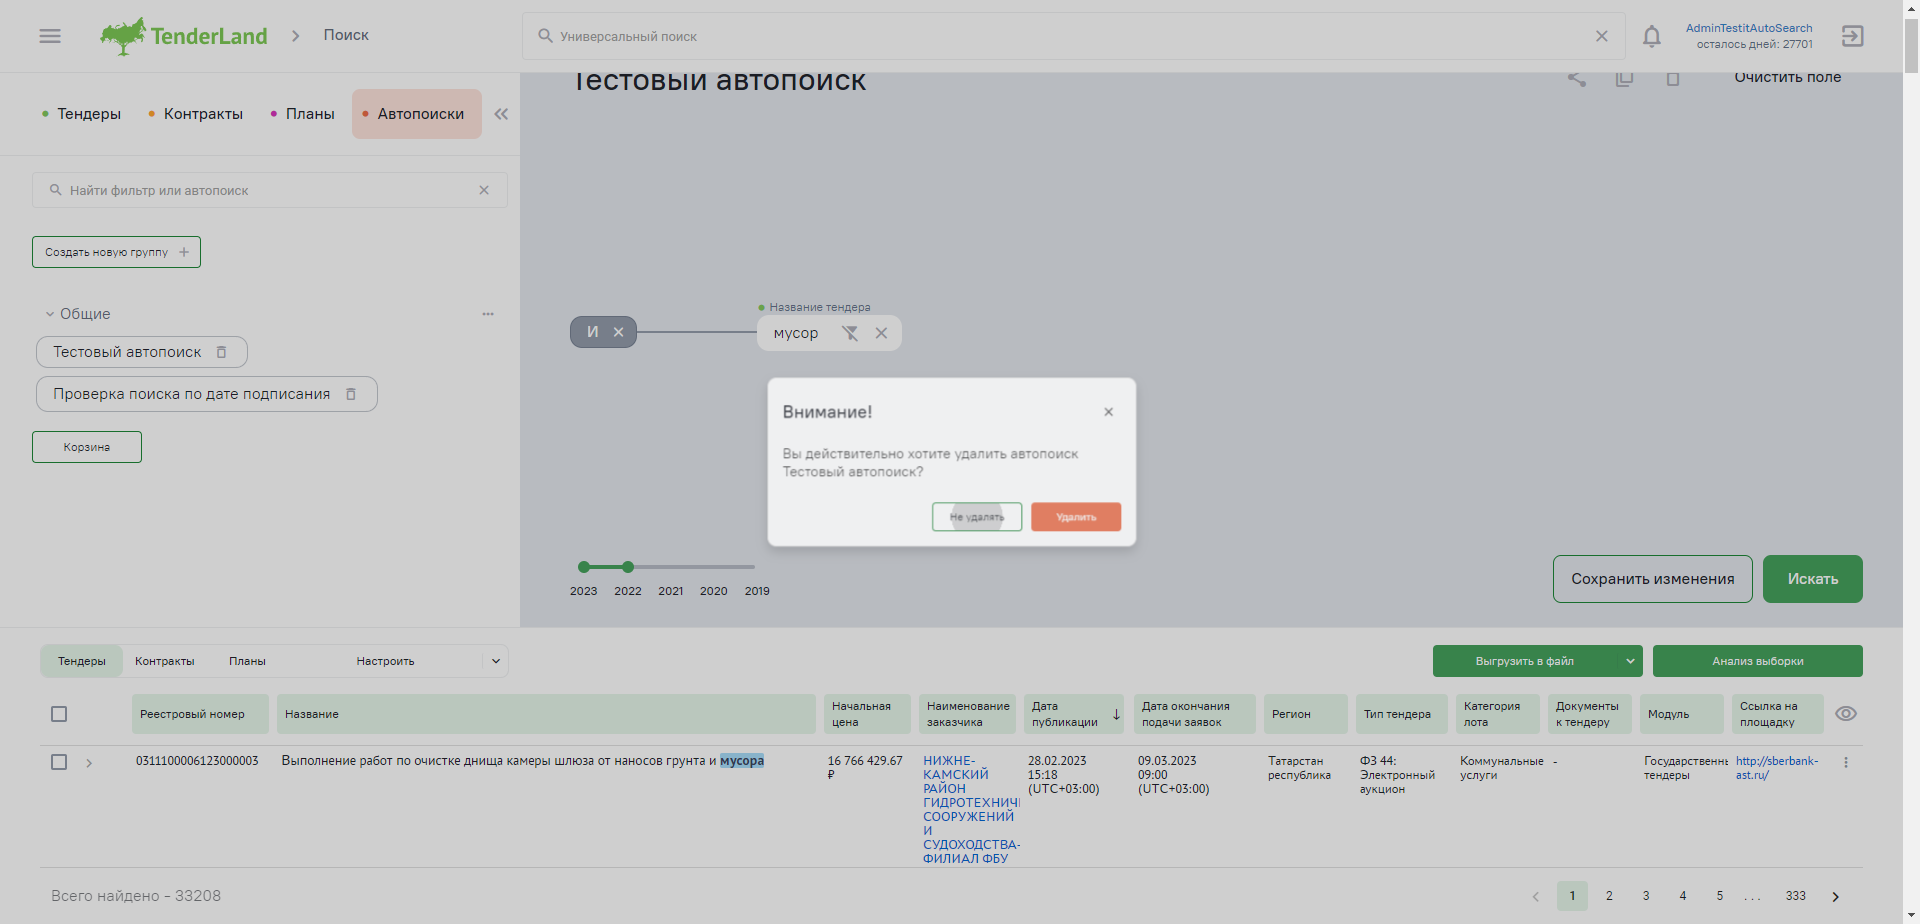 TenderLand
Поиск
Универсальный поиск
AdminTestitAutoSearch
осталось дней: 27701
Тендеры
Контракты
Планы
Автопоиски
Тестовый автопоиск
Очистить поле
Найти фильтр или автопоиск
Создать новую группу +
Общие
Тестовый автопоиск
Проверка поиска по дате подписания
Корзина
Название тендера
И
мусор
Внимание!
Вы действительно хотите удалить автопоиск
Тестовый автопоиск?
Не удалять
Удалить
2023 2022 2021 2020 2019
Сохранить изменения
Искать
Тендеры
Контракты
Планы
Настроить
Выгрузить в файл
Анализ выборки
Реестровый номер
Название
Начальная
цена
Наименование
заказчика
Дата
публикации
Дата окончания
подачи заявок
Регион
Тип тендера
Категория
лота
Документы
к тендеру
Модуль
Ссылка на
площадку
0311100006123000003
Выполнение работ по очистке днища камеры шлюза от наносов грунта и мусора
16 766 429.67
₽
НИЖНЕ-
КАМСКИЙ
РАЙОН
ГИДРОТЕХНИЧ
СООРУЖЕНИЙ
И
СУДОХОДСТВА-
ФИЛИАЛ ФБУ
28.02.2023
15:18
(UTC+03:00)
09.03.2023
09:00
(UTC+03:00)
Татарстан
республика
ФЗ 44:
Электронный
аукцион
Коммунальные
услуги
-
Государственн
тендеры
http://sberbank-
ast.ru/
Всего найдено - 33208
1 2 3 4 5 ... 333